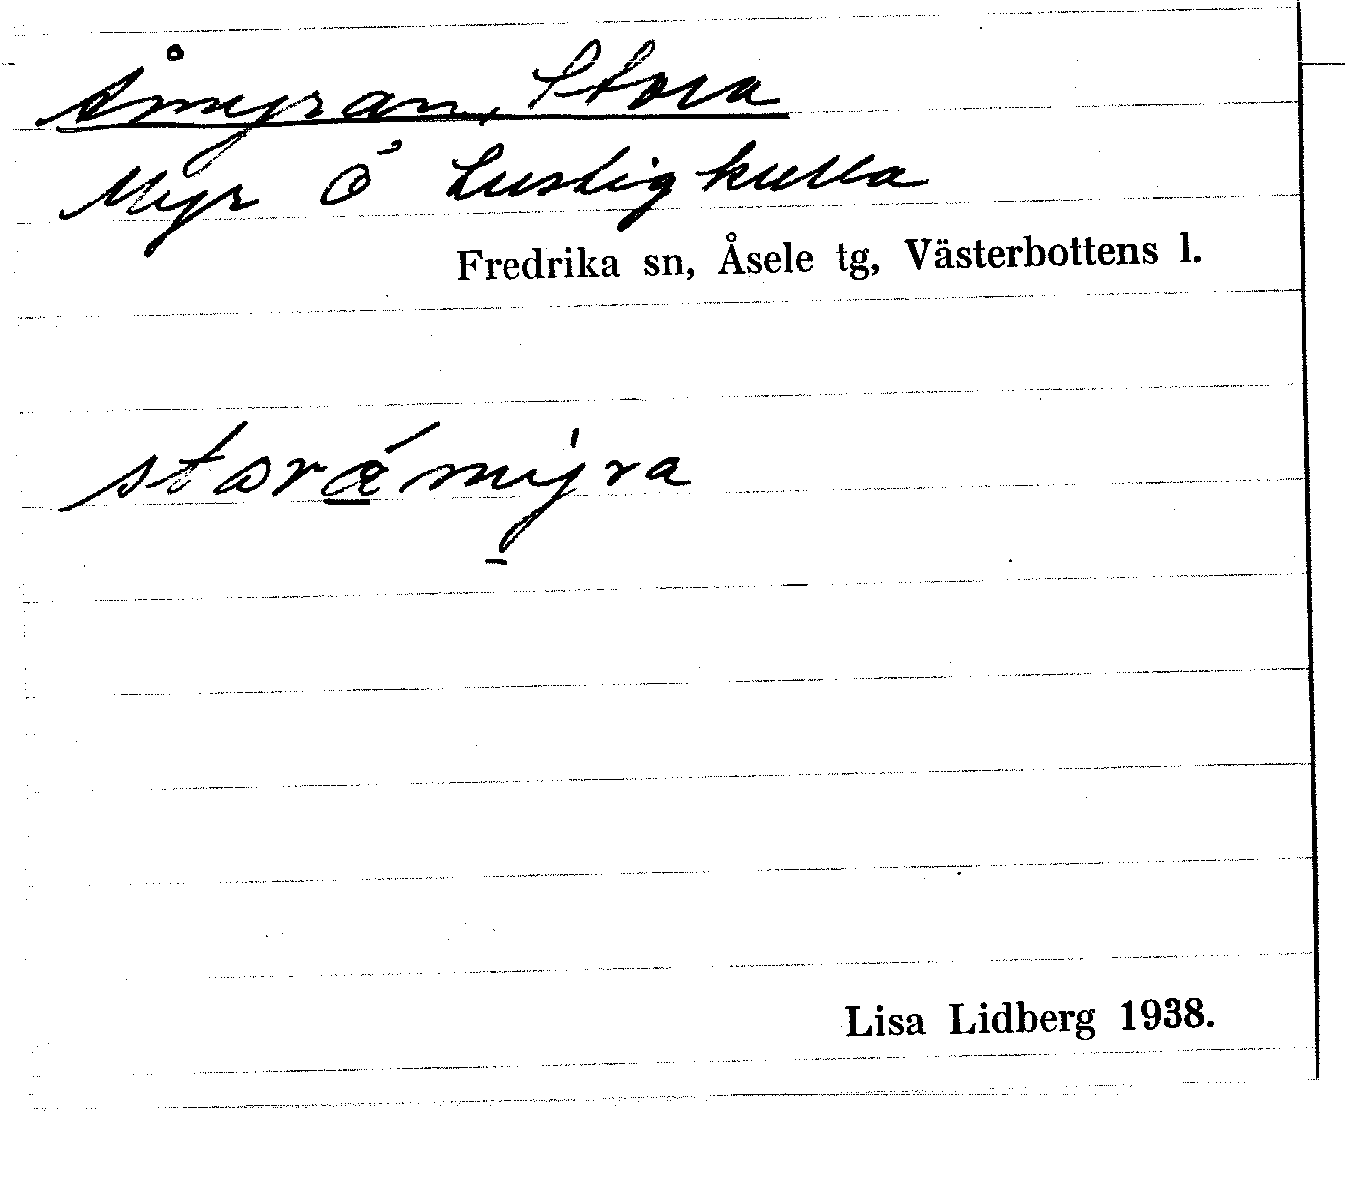 Åmyran, Stora
Myr Ö Lustigkulla
Fredrika sn, Åsele tg, Västerbottens l.
storåmyra
Lisa Lidberg 1938.